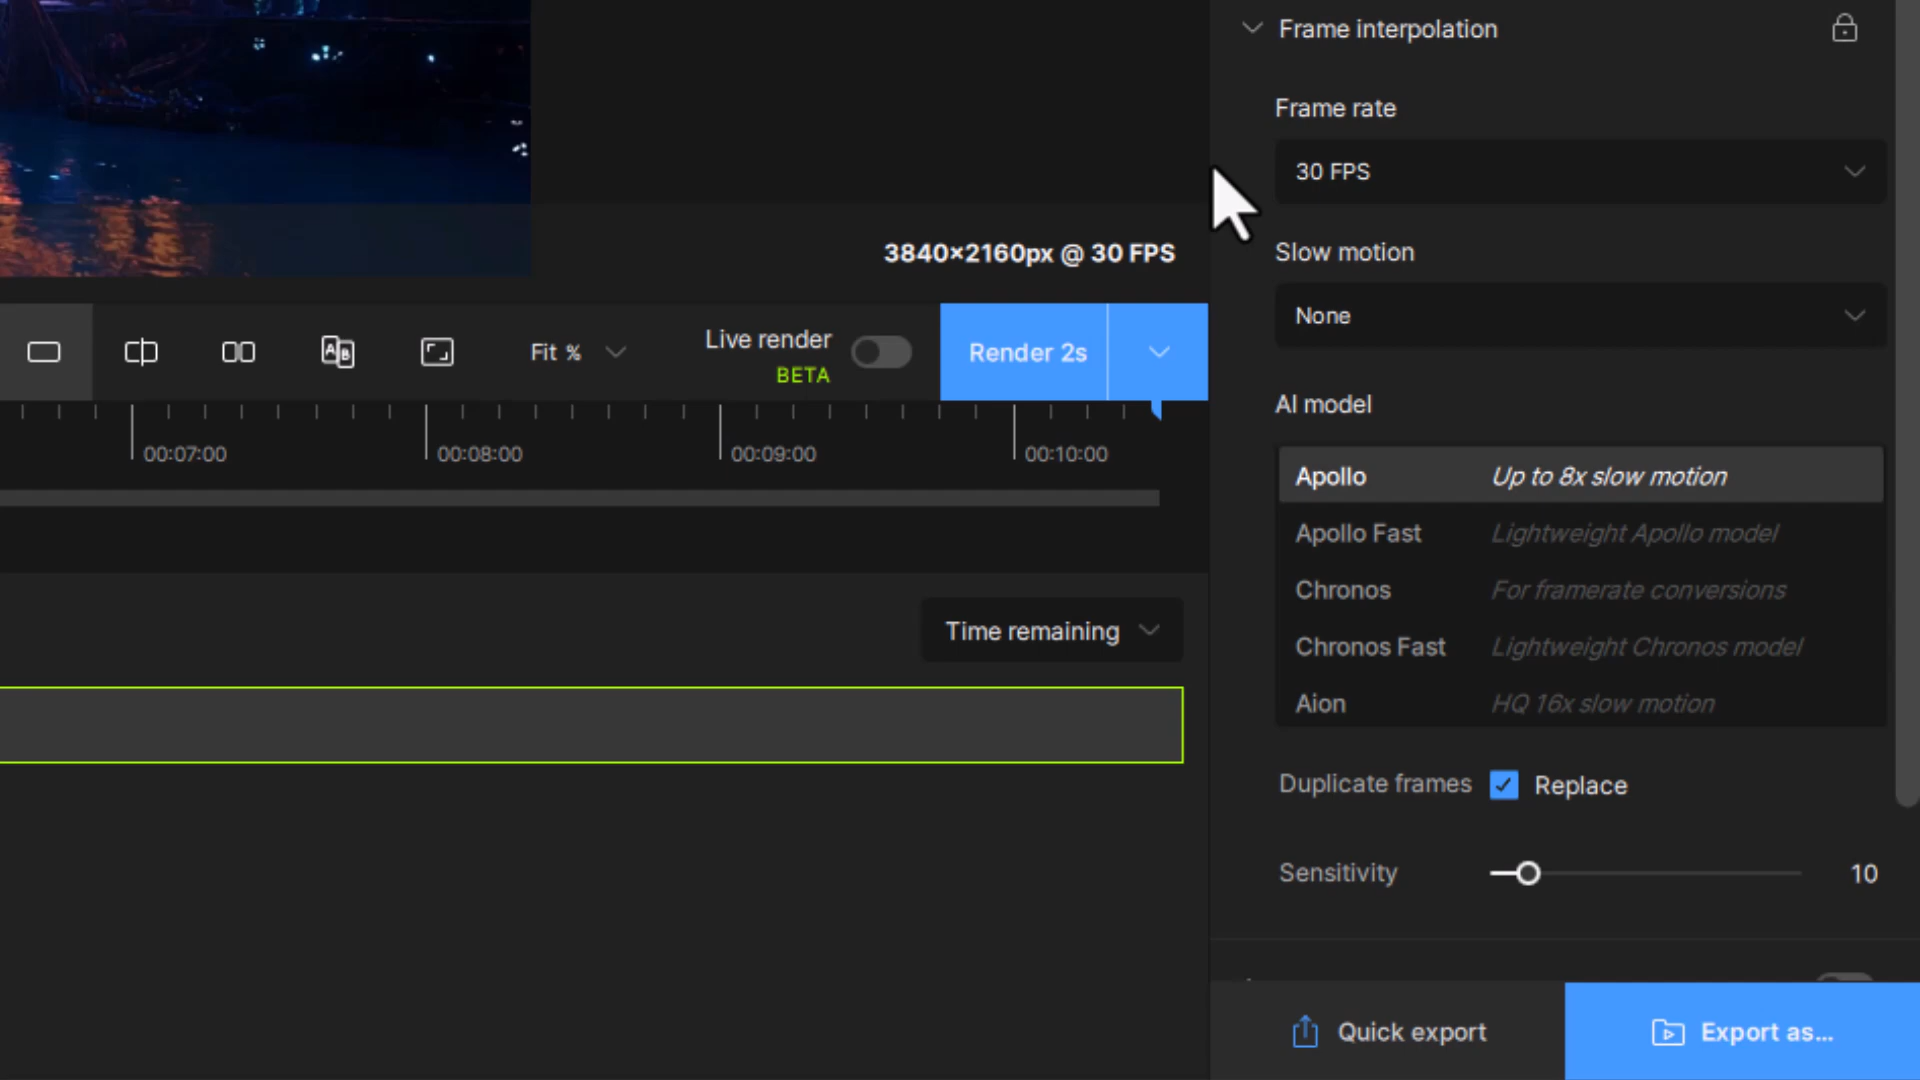 Frame interpolation
Frame rate
30 FPS
3840×2160px @ 30 FPS
Slow motion
None
Fit %
Live render
BETA
Render 2s
AI model
00:07:00
00:08:00
00:09:00
00:10:00
Apollo Up to 8x slow motion
Apollo Fast Lightweight Apollo model
Chronos For framerate conversions
Chronos Fast Lightweight Chronos model
Aion HQ 16x slow motion
Time remaining
Duplicate frames Replace
Sensitivity 10
Quick export
Export as...